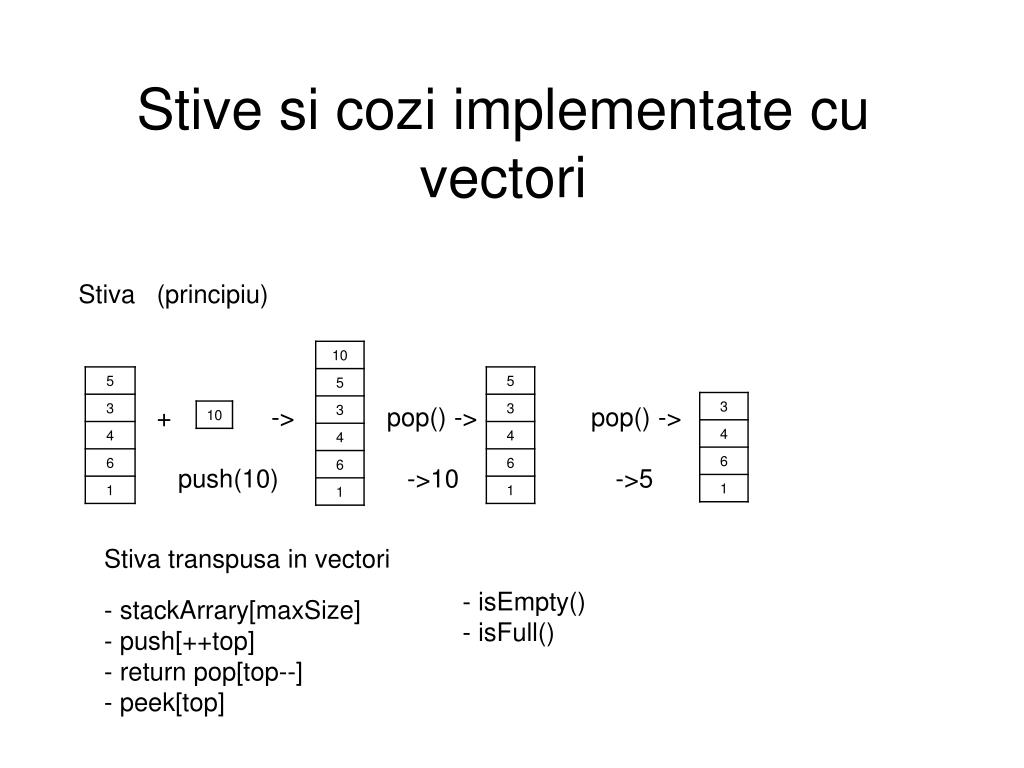 Stive si cozi implementate cu
vectori
Stiva (principiu)
5
3
4
6
1
+
10
->
push(10)
10
5
3
4
6
1
pop() ->
->10
5
3
4
6
1
pop() ->
->5
3
4
6
1
Stiva transpusa in vectori
- stackArrary[maxSize]
- push[++top]
- return pop[top--]
- peek[top]
- isEmpty()
- isFull()